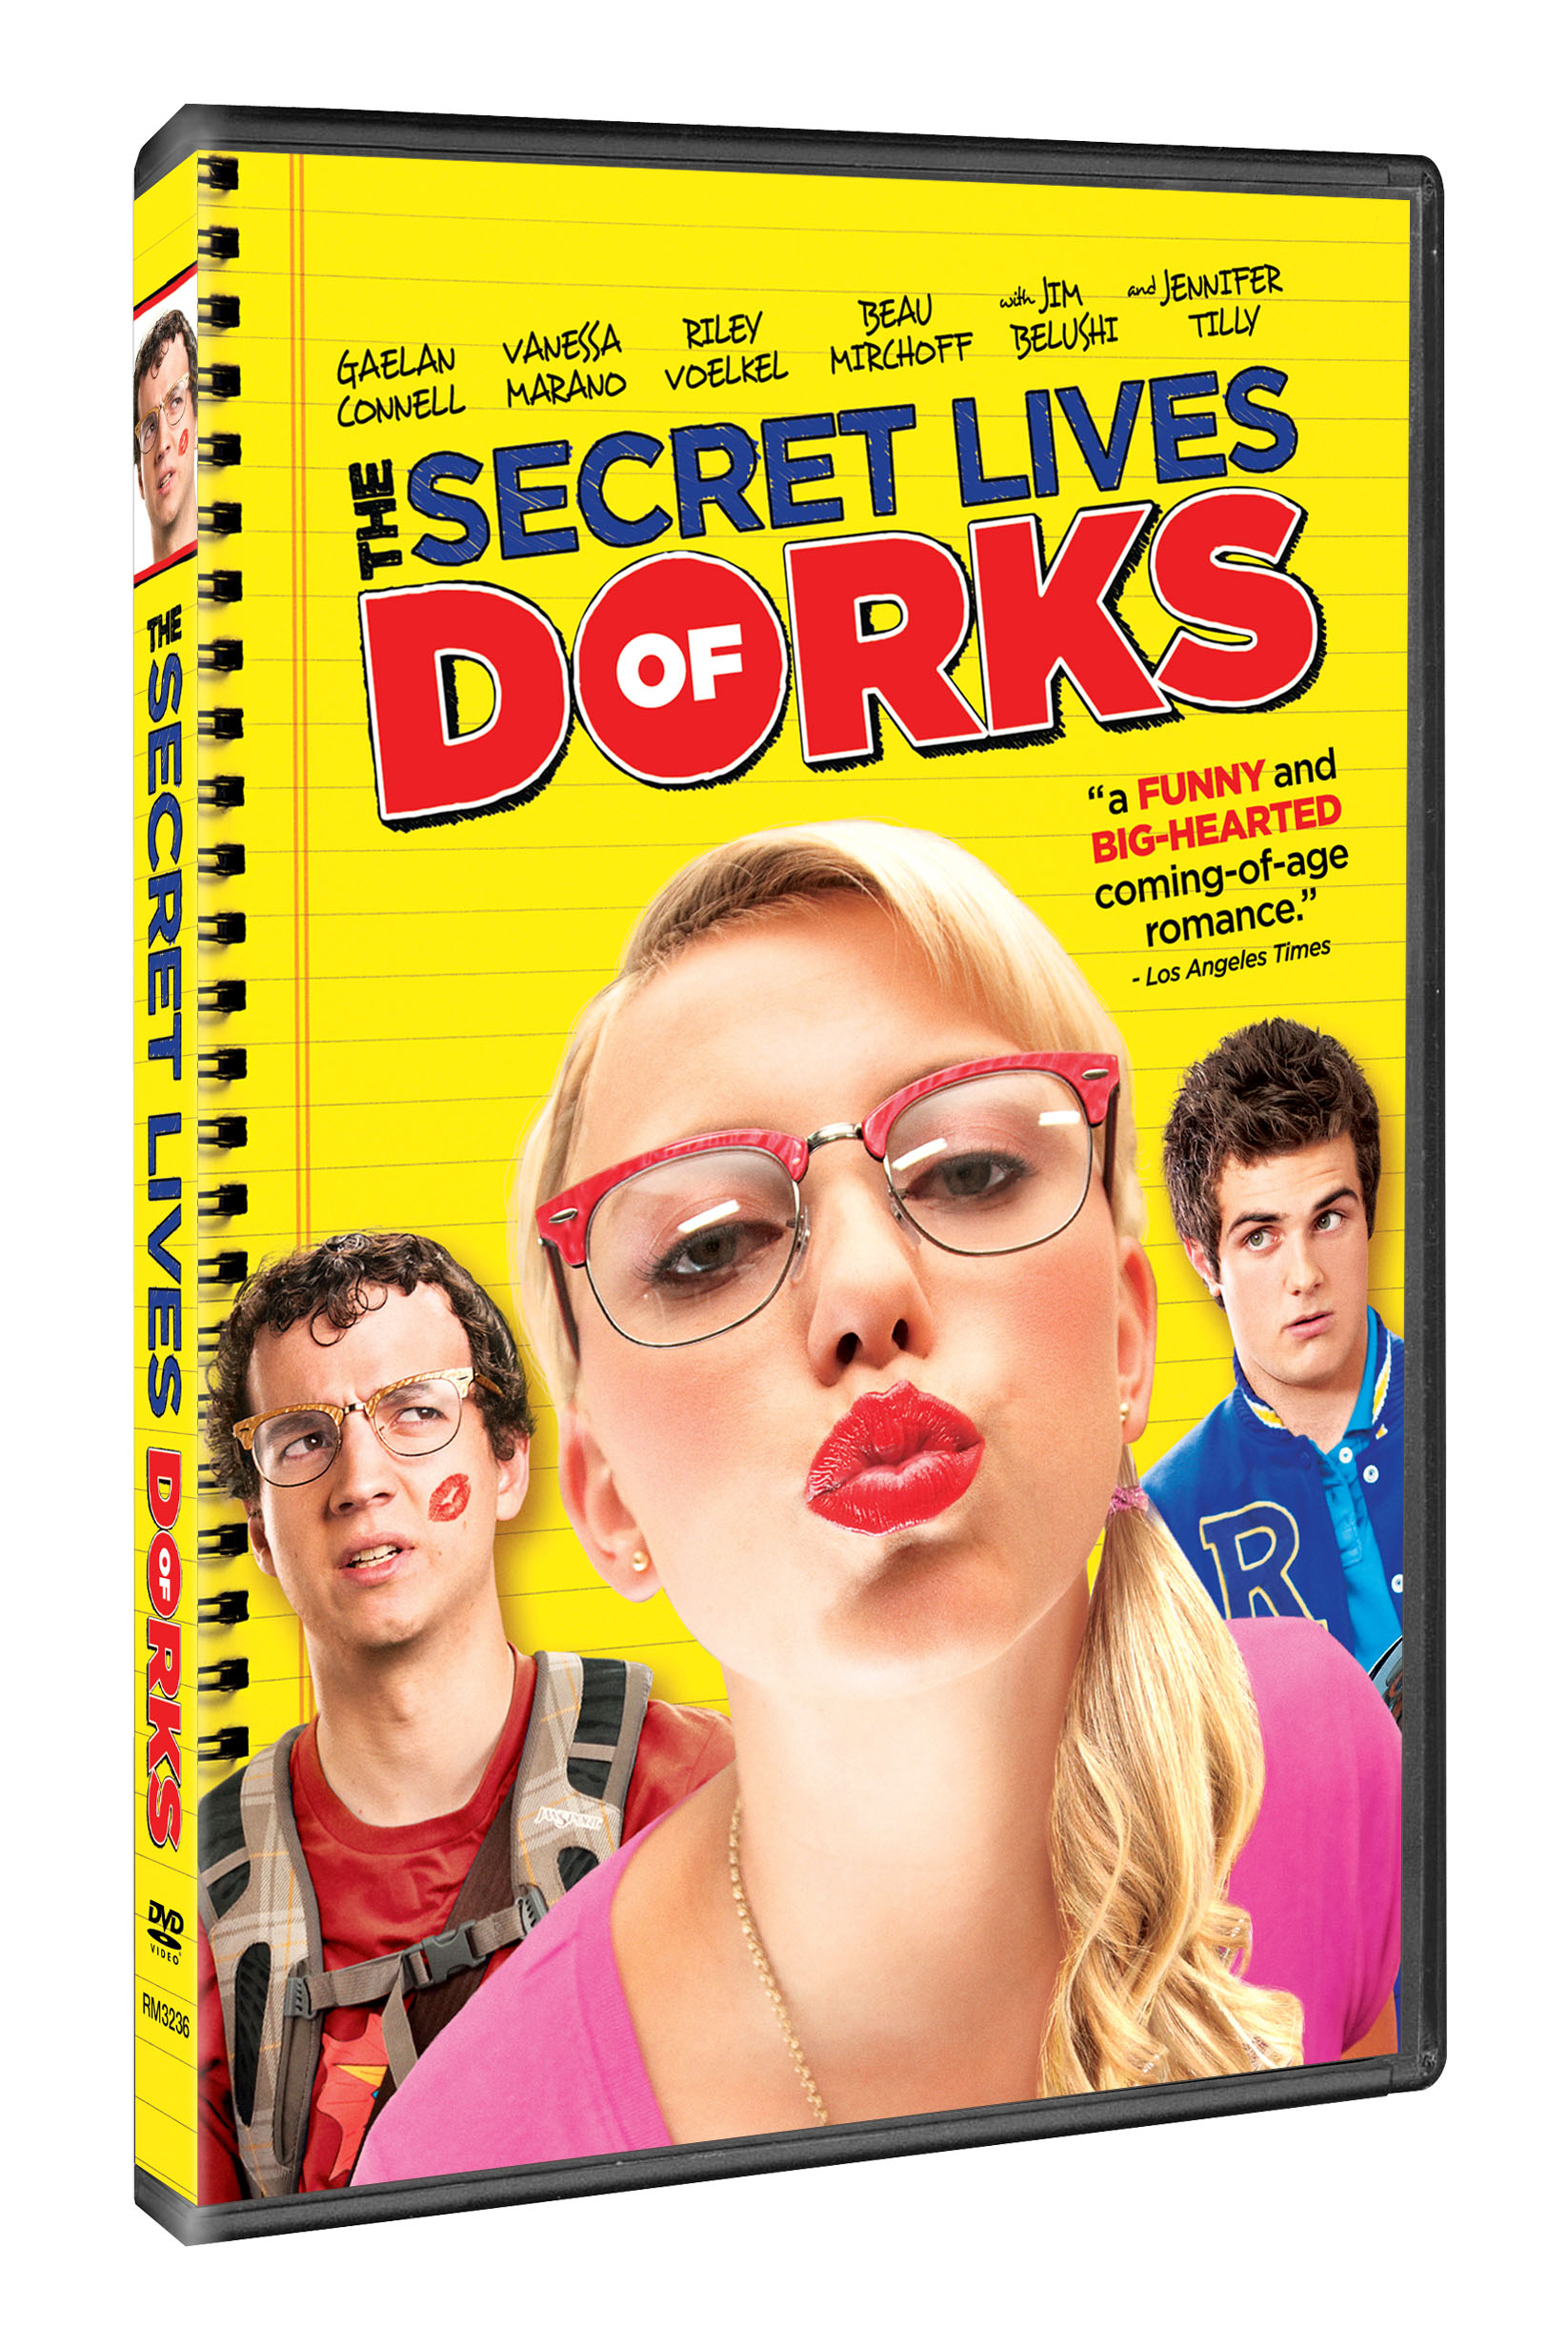 GAELAN
CONNELL
VANESSA
MARANO
RILEY
VOELKEL
BEAU
MIRCHOFF
with JIM
BELUSHI
and JENNIFER
TILLY
THE SECRET LIVES
OF
DORKS
"a FUNNY and
BIG-HEARTED
coming-of-age
romance."
- Los Angeles Times
R
JANSPORT
THE SECRET LIVES OF DORKS
DVD
VIDEO
RM3236